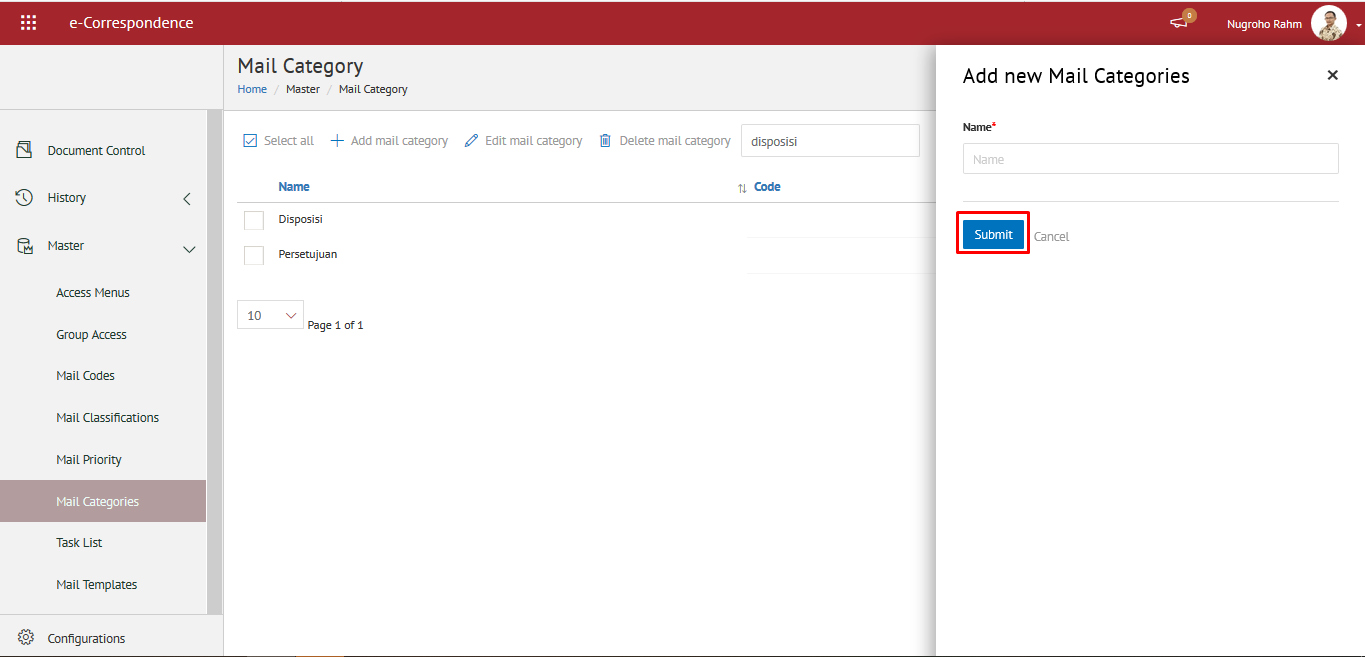 e-Correspondence
0
Nugroho Rahm
Mail Category
Home / Master / Mail Category
Add new Mail Categories
Name*
Name
Submit
Cancel
Select all
Add mail category
Edit mail category
Delete mail category
disposisi
Name
Code
Disposisi
Persetujuan
10
Page 1 of 1
Document Control
History
Master
Access Menus
Group Access
Mail Codes
Mail Classifications
Mail Priority
Mail Categories
Task List
Mail Templates
Configurations